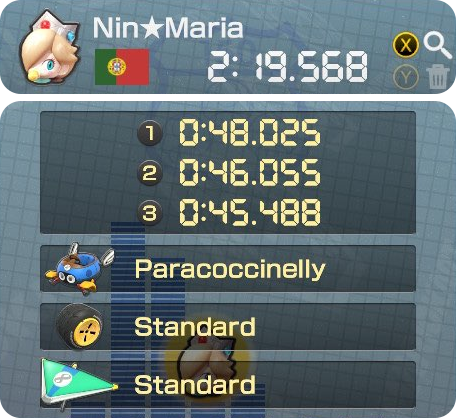 Nin★Maria
2:19.568
X
Y
1 0:48.025
2 0:46.055
3 0:45.488
Paracoccinelly
Standard
Standard